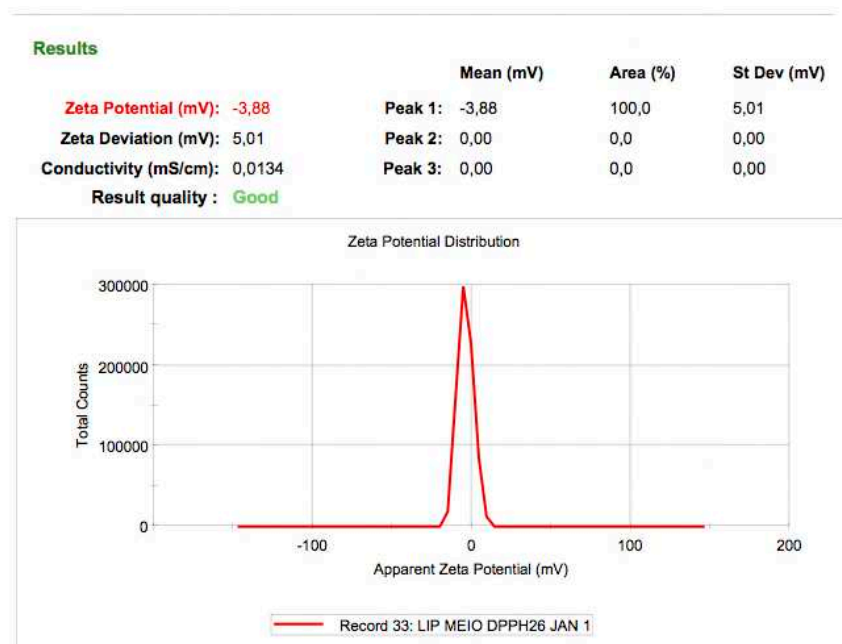 Results
Mean (mV) Area (%) St Dev (mV)
Zeta Potential (mV): -3,88 Peak 1: -3,88 100,0 5,01
Zeta Deviation (mV): 5,01 Peak 2: 0,00 0,0 0,00
Conductivity (mS/cm): 0,0134 Peak 3: 0,00 0,0 0,00
Result quality : Good
Zeta Potential Distribution
300000
200000
100000
0
Total Counts
-100 0 100 200
Apparent Zeta Potential (mV)
Record 33: LIP MEIO DPPH26 JAN 1